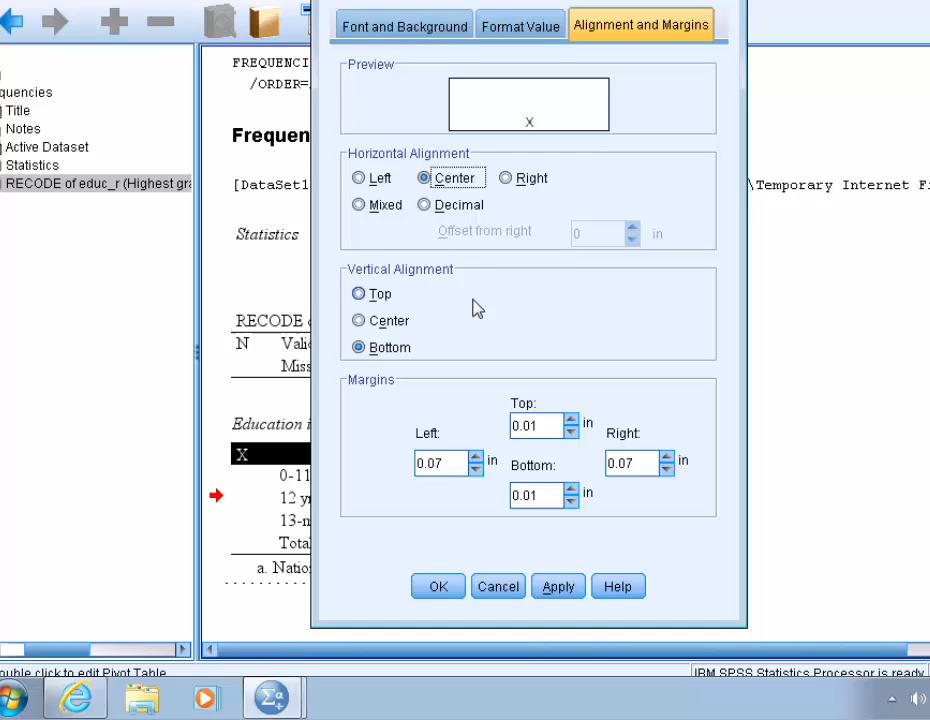 Font and Background
Format Value
Alignment and Margins
FREQUENCI
/ORDER=
quencies
Title
Notes
Active Dataset
Statistics
RECODE of educ_r (Highest gra
Frequen
[DataSet1
\Temporary Internet Fi
Statistics
RECODE
N Vali
Miss
Education i
X
0-11
12 yr
13-m
Tota
a. Natio
Preview
X
Horizontal Alignment
Left
Center
Right
Mixed
Decimal
Offset from right
0
in
Vertical Alignment
Top
Center
Bottom
Margins
Top:
0.01 in
Left:
Right:
0.07 in
0.07 in
Bottom:
0.01 in
OK
Cancel
Apply
Help
ouble click to edit Pivot Table
IBM SPSS Statistics Processor is ready